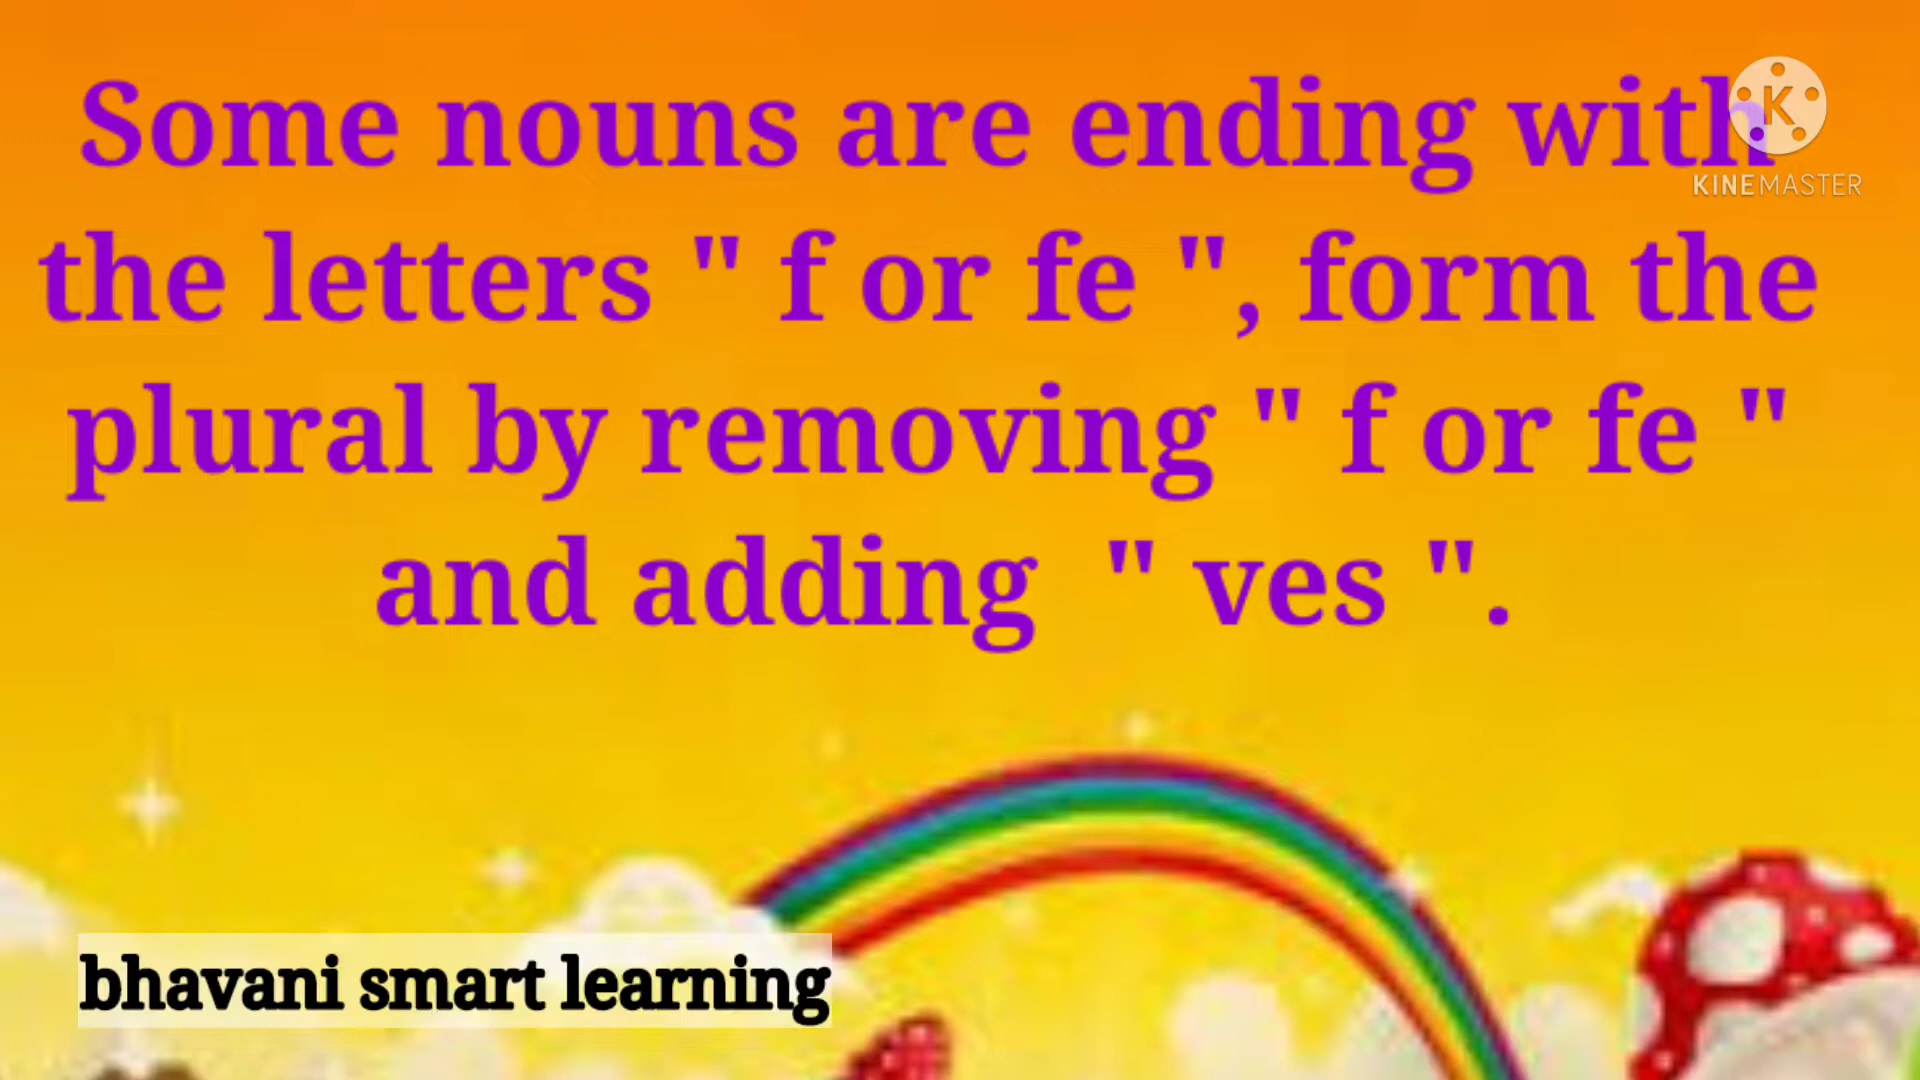 Some nouns are ending with
the letters " f or fe ", form the
plural by removing " f or fe "
and adding " ves ".
K
KINEMASTER
bhavani smart learning